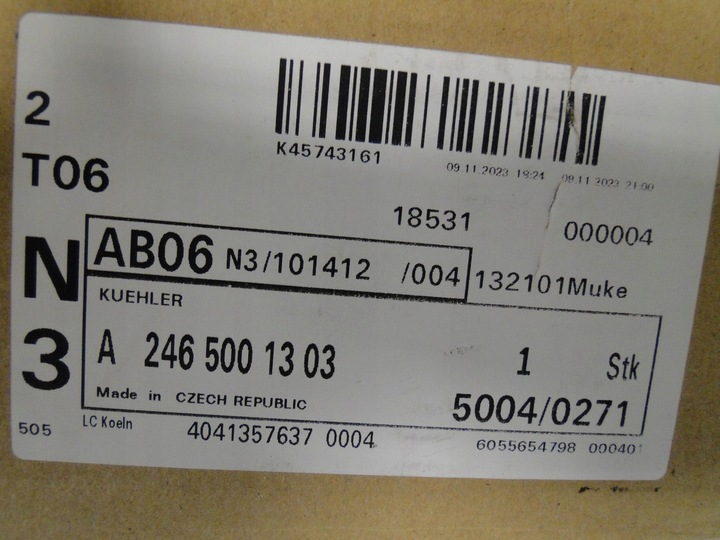 2
T06
K45743161
09.11.2023 19:24 09.11.2023 21:00
18531 000004
N
3
AB06 N3/101412 /004 132101Muke
KUEHLER
A 246 500 13 03 1 Stk
Made in CZECH REPUBLIC 5004/0271
505 LC Koeln 4041357637 0004 6055654798 000401